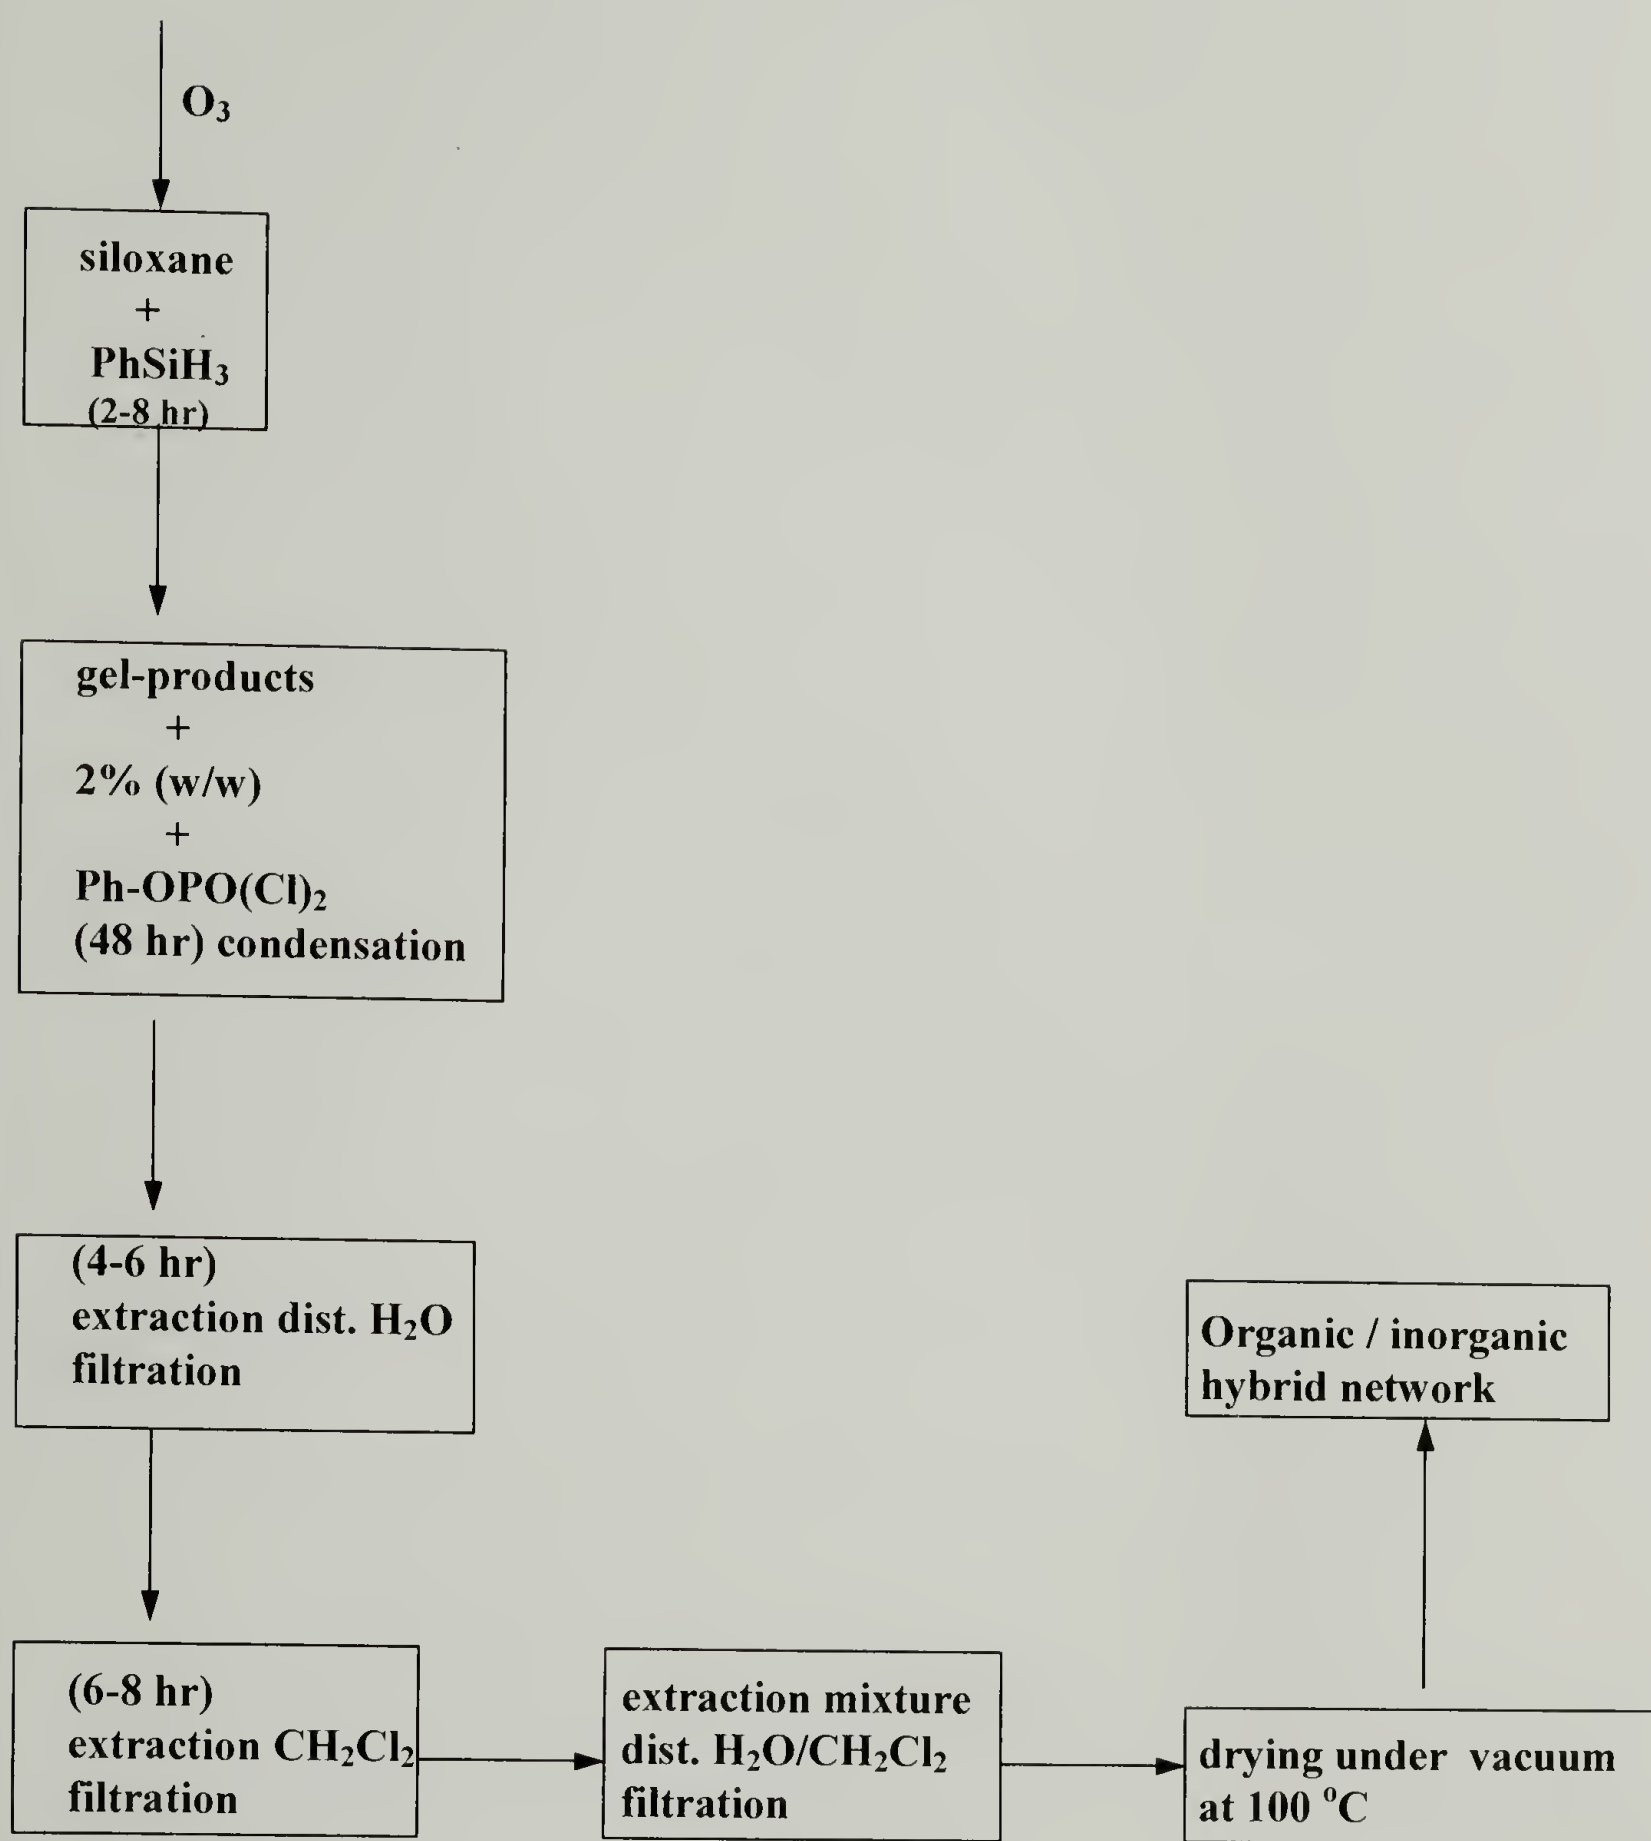 O₃
siloxane
+
PhSiH₃
(2-8 hr)
gel-products
+
2% (w/w)
+
Ph-OPO(Cl)₂
(48 hr) condensation
(4-6 hr)
extraction dist. H₂O
filtration
(6-8 hr)
extraction CH₂Cl₂
filtration
extraction mixture
dist. H₂O/CH₂Cl₂
filtration
drying under vacuum
at 100 °C
Organic / inorganic
hybrid network